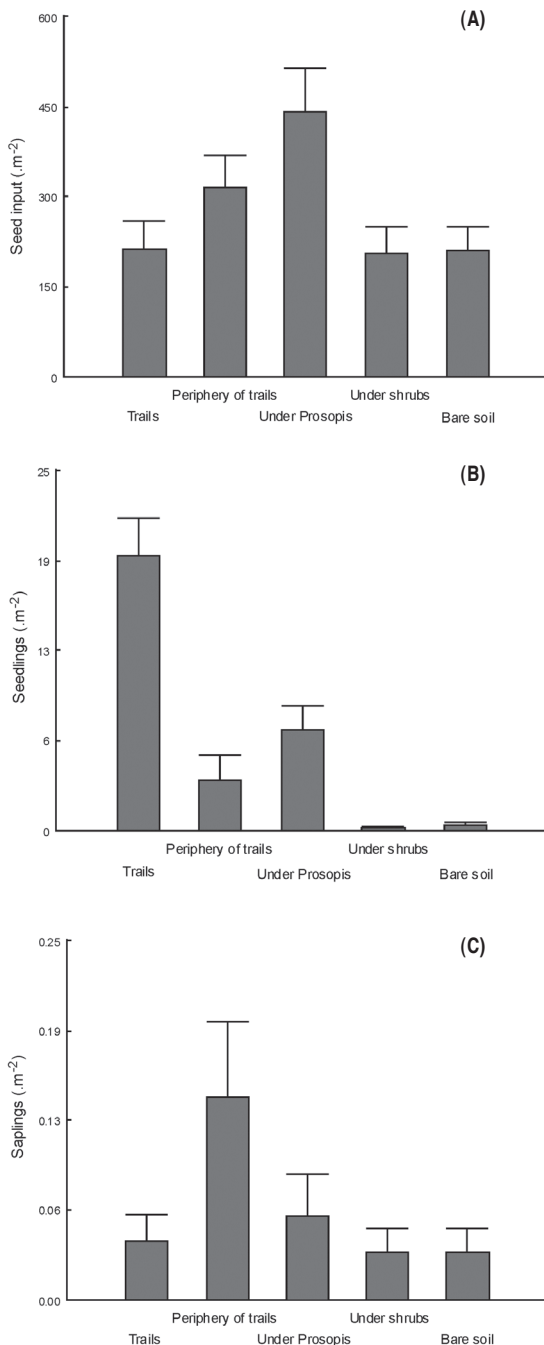 (A)
600
450
300
150
0
Seed input (.m-2)
Periphery of trails Under shrubs
Trails Under Prosopis Bare soil
(B)
25
19
13
6
0
Seedlings (.m-2)
Periphery of trails Under shrubs
Trails Under Prosopis Bare soil
(C)
0.25
0.19
0.13
0.06
0.00
Saplings (.m-2)
Periphery of trails Under shrubs
Trails Under Prosopis Bare soil